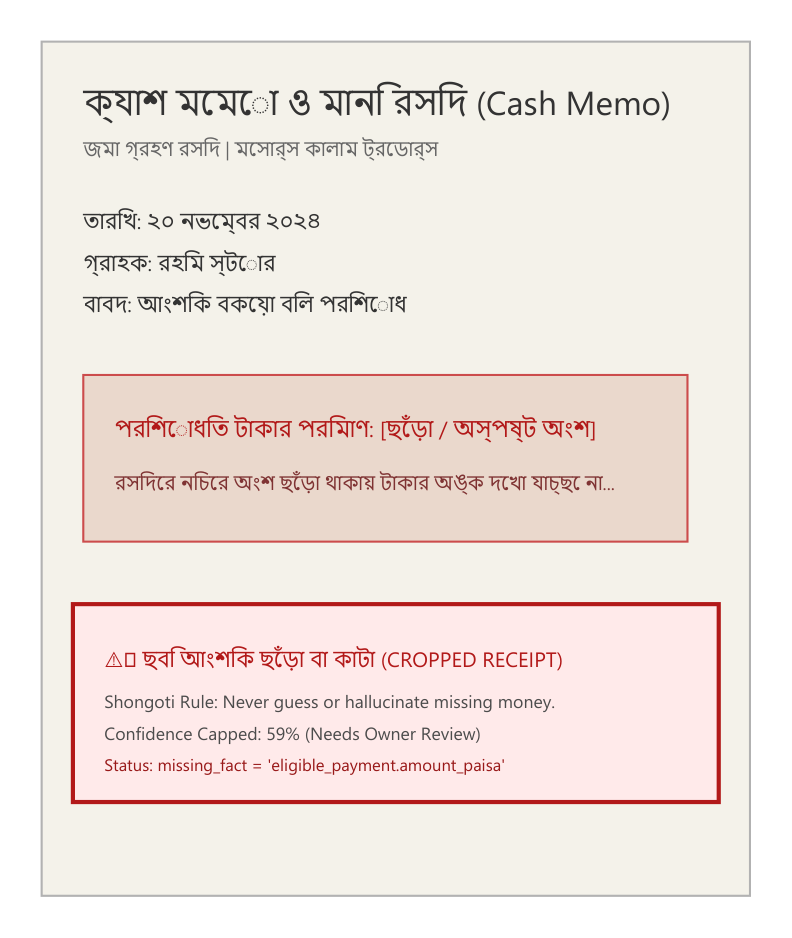 ক্যাশ মেমো ও মানি রসিদ (Cash Memo)
জমা গ্রহণ রসিদ | মেসার্স কালাম ট্রেডার্স
তারিখ: ২০ নভেম্বর ২০২৪
গ্রাহক: রহিম স্টোর
বাবদ: আংশিক বকেয়া বিল পরিশোধ
পরিশোধিত টাকার পরিমাণ: [ছেঁড়া / অস্পষ্ট অংশ]
রসিদের নিচের অংশ ছেঁড়া থাকায় টাকার অঙ্ক দেখা যাচ্ছে না...
⚠️ ছবি আংশিক ছেঁড়া বা কাটা (CROPPED RECEIPT)
Shongoti Rule: Never guess or hallucinate missing money.
Confidence Capped: 59% (Needs Owner Review)
Status: missing_fact = 'eligible_payment.amount_paisa'